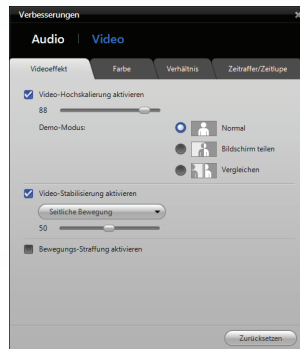 Verbesserungen
Audio | Video
Videoeffekt Farbe Verhältnis Zeitraffer/Zeitlupe
Video-Hochskalierung aktivieren
88
Demo-Modus: Normal
Bildschirm teilen
Vergleichen
Video-Stabilisierung aktivieren
Seitliche Bewegung
50
Bewegungs-Straffung aktivieren
Zurücksetzen